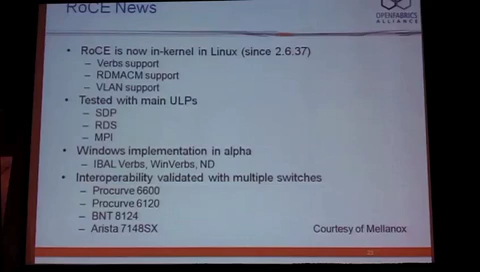 RoCE News
OPENFABRICS
ALLIANCE
• RoCE is now in-kernel in Linux (since 2.6.37)
– Verbs support
– RDMACM support
– VLAN support
• Tested with main ULPs
– SDP
– RDS
– MPI
• Windows implementation in alpha
– IBAL Verbs, WinVerbs, ND
• Interoperability validated with multiple switches
– Procurve 6600
– Procurve 6120
– BNT 8124
– Arista 7148SX
Courtesy of Mellanox